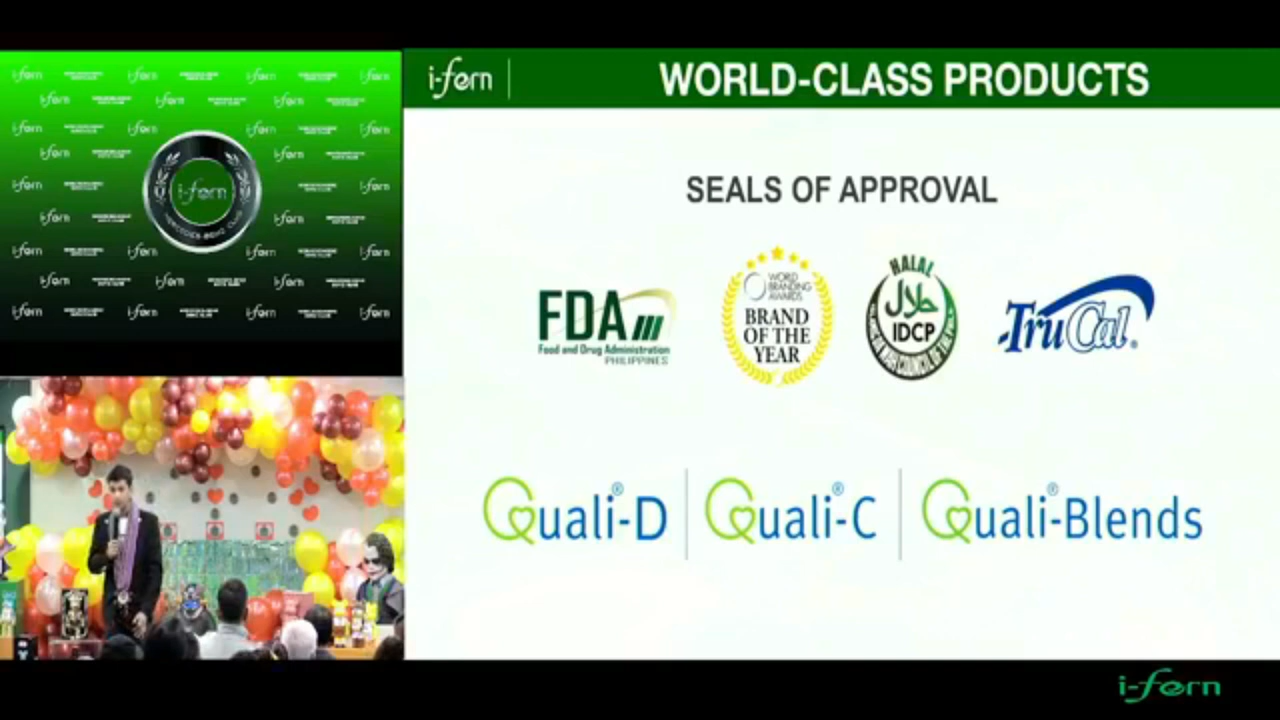 i-fern
WORLD-CLASS PRODUCTS
SEALS OF APPROVAL
FDA
Food and Drug Administration
PHILIPPINES
WORLD
BRANDING
AWARDS
BRAND
OF THE
YEAR
HALAL
حلال
IDCP
TruCal®
Quali®-D
Quali®-C
Quali®-Blends
i-fern
i-fern